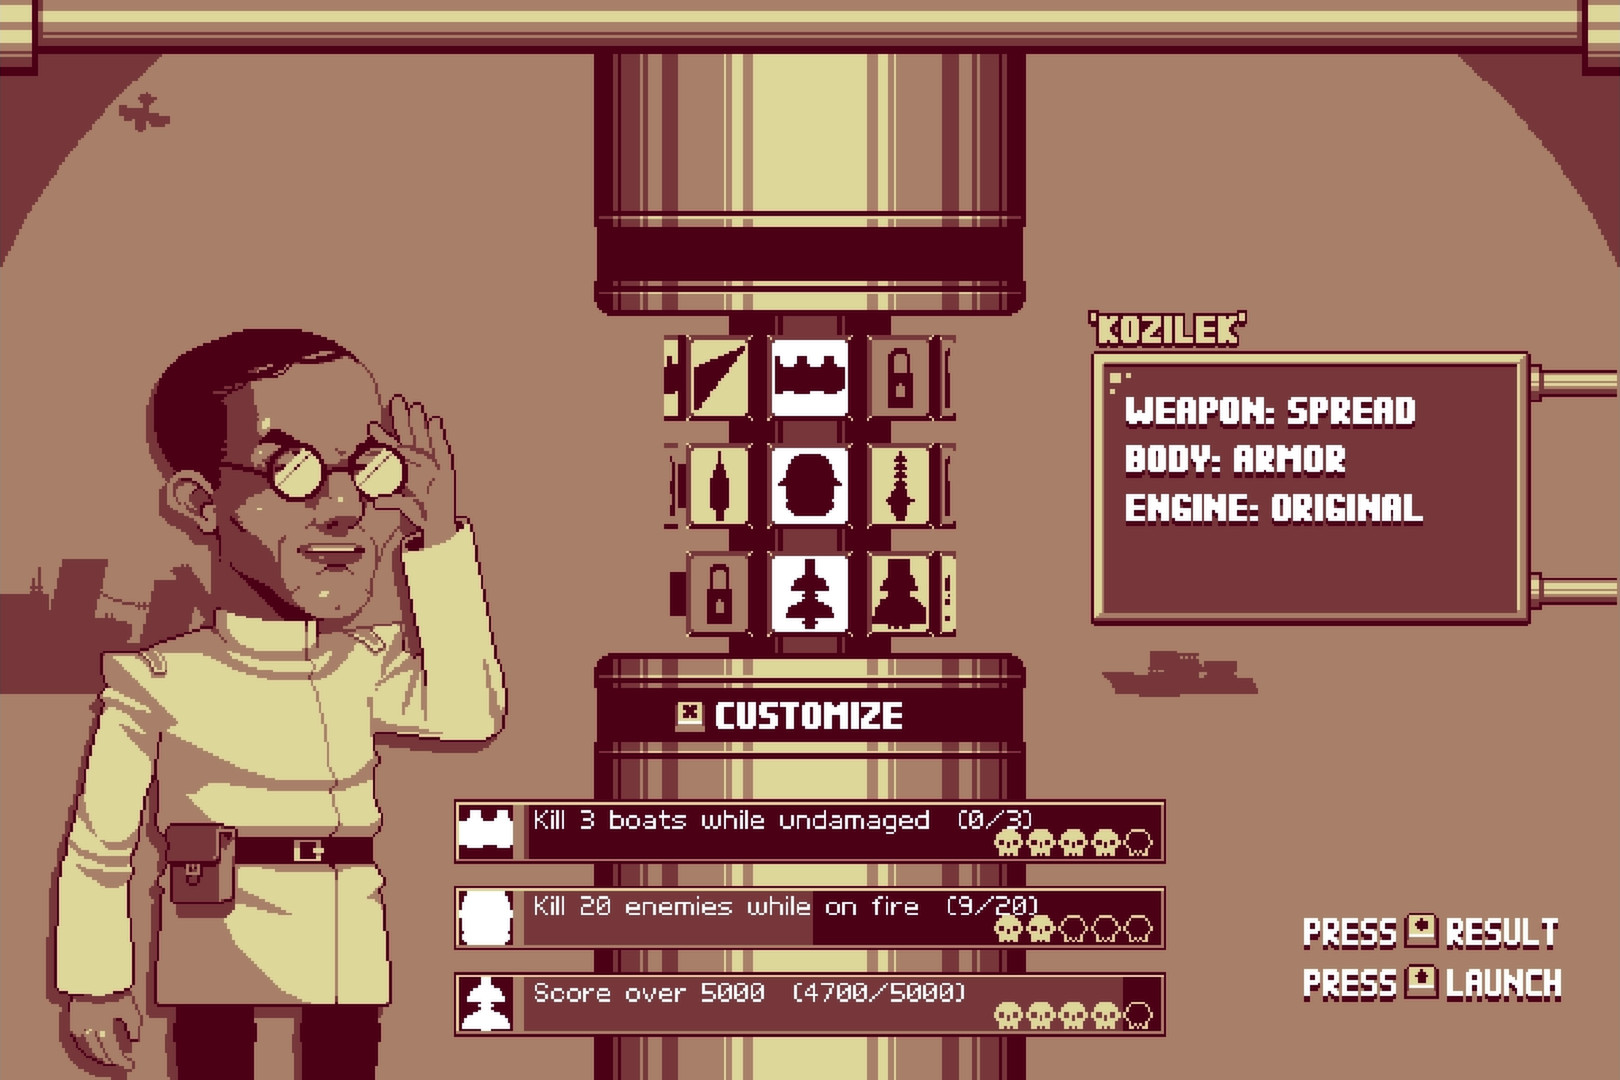 'KOZILEK'
WEAPON: SPREAD
BODY: ARMOR
ENGINE: ORIGINAL
CUSTOMIZE
Kill 3 boats while undamaged (0/3)
Kill 20 enemies while on fire (9/20)
Score over 5000 (4700/5000)
PRESS RESULT
PRESS LAUNCH